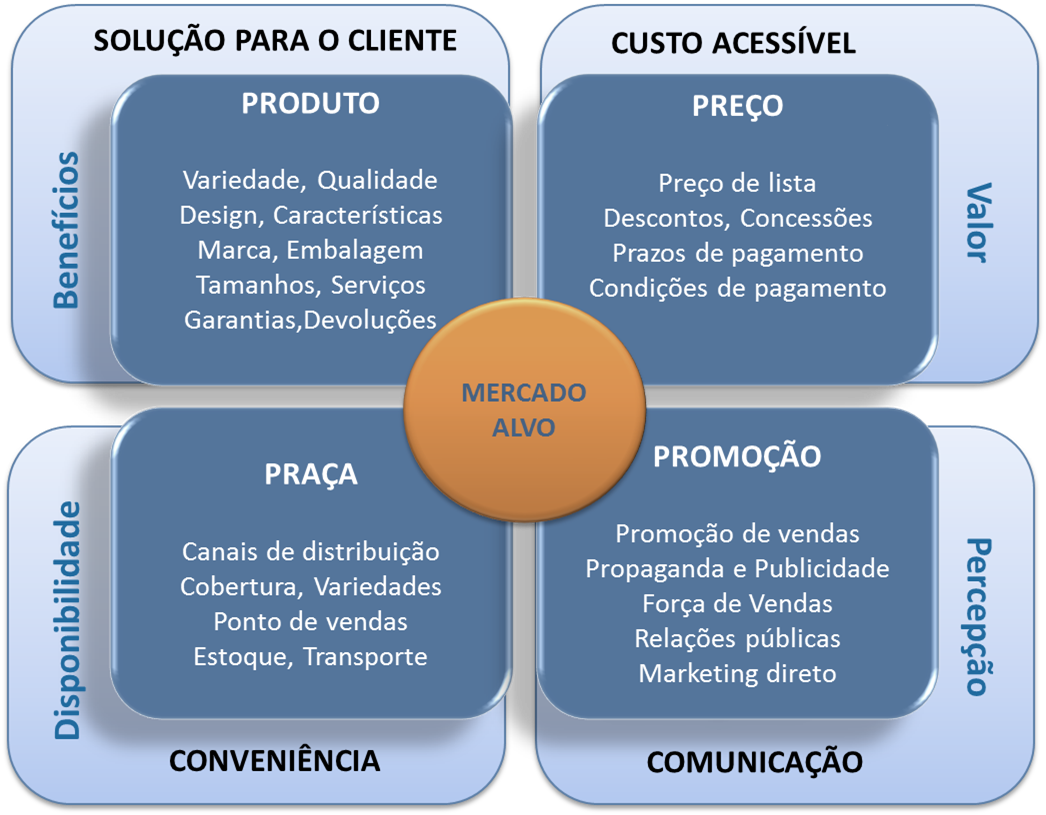 SOLUÇÃO PARA O CLIENTE
PRODUTO
Benefícios
Variedade, Qualidade
Design, Características
Marca, Embalagem
Tamanhos, Serviços
Garantias,Devoluções
CUSTO ACESSÍVEL
PREÇO
Preço de lista
Descontos, Concessões
Prazos de pagamento
Condições de pagamento
Valor
MERCADO
ALVO
PRAÇA
Disponibilidade
Canais de distribuição
Cobertura, Variedades
Ponto de vendas
Estoque, Transporte
CONVENIÊNCIA
PROMOÇÃO
Promoção de vendas
Propaganda e Publicidade
Força de Vendas
Relações públicas
Marketing direto
Percepção
COMUNICAÇÃO